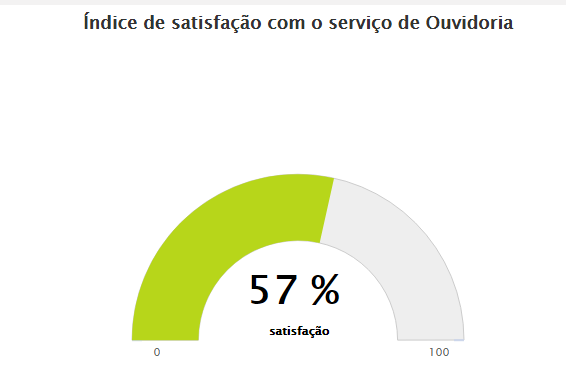 Índice de satisfação com o serviço de Ouvidoria
57 %
satisfação
0 100